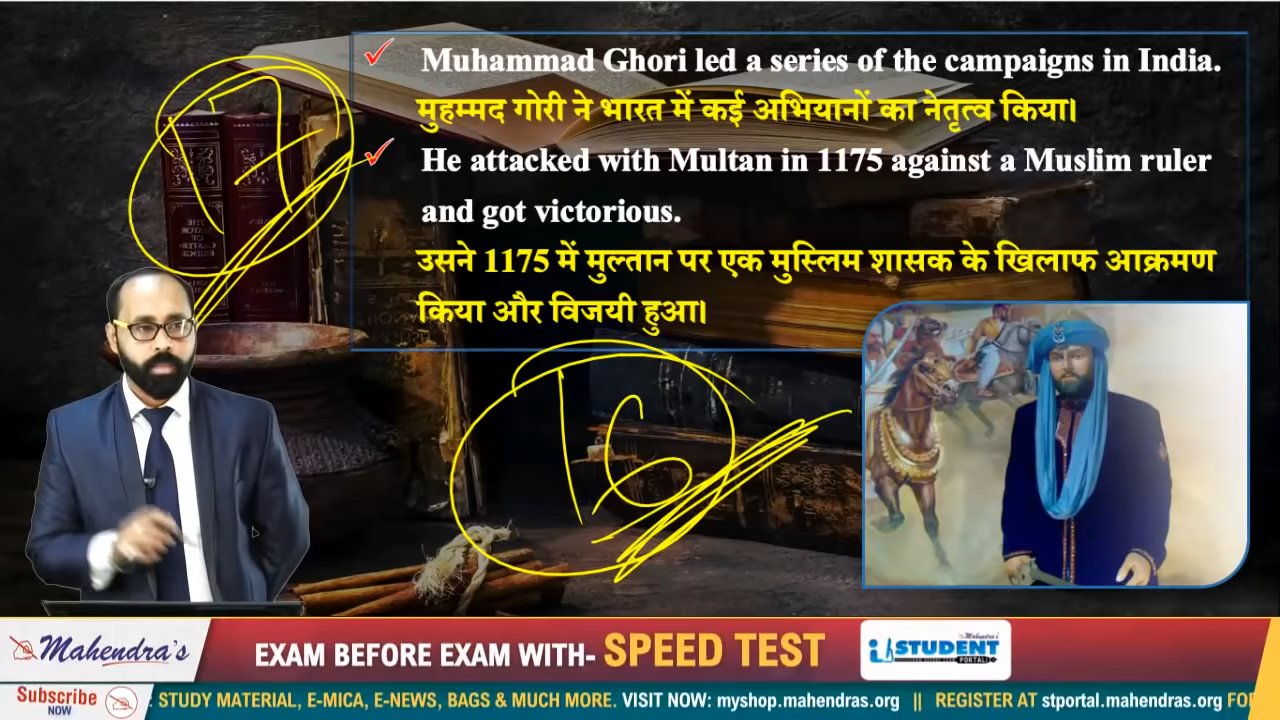 Muhammad Ghori led a series of the campaigns in India.
मुहम्मद गोरी ने भारत में कई अभियानों का नेतृत्व किया।
He attacked with Multan in 1175 against a Muslim ruler
and got victorious.
उसने 1175 में मुल्तान पर एक मुस्लिम शासक के खिलाफ आक्रमण
किया और विजयी हुआ।
17
16
Mahendra's
EXAM BEFORE EXAM WITH- SPEED TEST
Mahendra's
STUDENT
PORTAL
Subscribe
NOW
: STUDY MATERIAL, E-MICA, E-NEWS, BAGS & MUCH MORE. VISIT NOW: myshop.mahendras.org || REGISTER AT stportal.mahendras.org